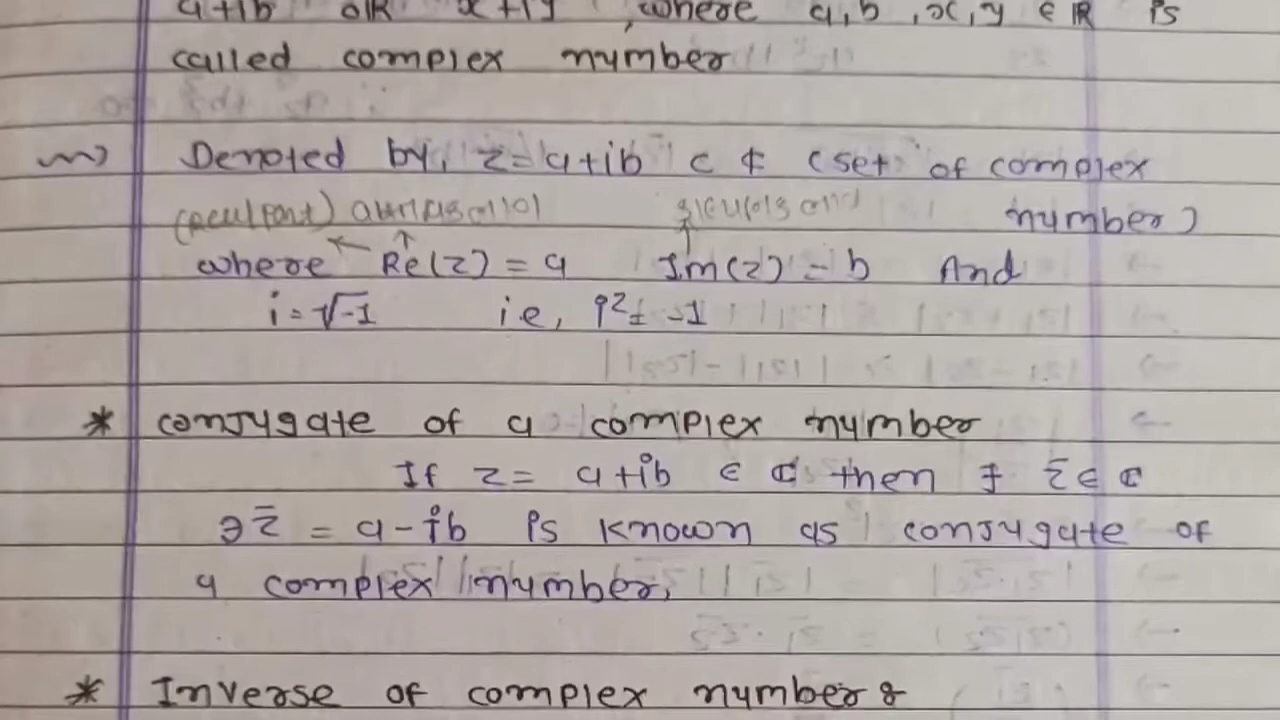 a+ib OR x+iy, where a,b,x,y ∈ ℝ is
called complex number
Denoted by, z=a+ib ∈ ℂ (set of complex
number)
(Real part)
where Re(z) = a Im(z) = b And
i=√-1 i.e, i²=-1
* conjugate of a complex number
If z= a+ib ∈ ℂ then ∃ z̄ ∈ ℂ
∋ z̄ = a-ib is known as conjugate of
a complex number.
* Inverse of complex number :